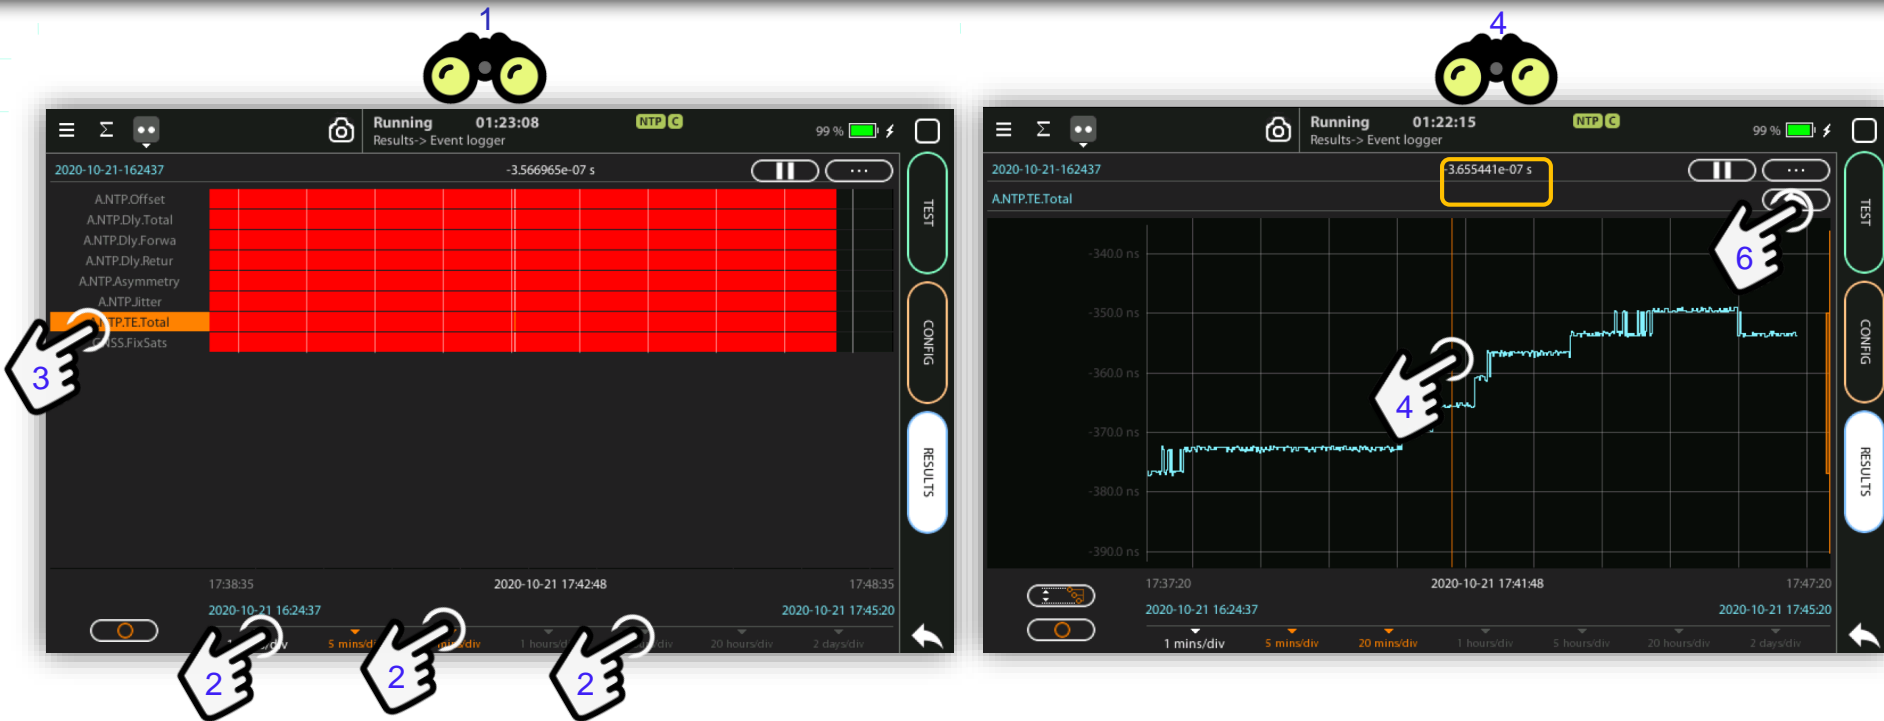 1
4
Running 01:23:08
NTP C
99 %
Results-> Event logger
2020-10-21-162437
-3.566965e-07 s
...
A.NTP.Offset
A.NTP.Dly.Total
A.NTP.Dly.Forwa
A.NTP.Dly.Retur
A.NTP.Asymmetry
A.NTP.Jitter
TP.TE.Total
SS.FixSats
3
TEST
CONFIG
RESULTS
17:38:35
2020-10-21 17:42:48
17:48:35
2020-10-21 16:24:37
2020-10-21 17:45:20
5 mins/di
/div
1 hours/d
div
20 hours/div
2 days/div
2
2
2
Running 01:22:15
NTP C
99 %
Results-> Event logger
2020-10-21-162437
-3.655441e-07 s
...
A.NTP.TE.Total
6
-340.0 ns
-350.0 ns
-360.0 ns
-370.0 ns
-380.0 ns
-390.0 ns
4
TEST
CONFIG
RESULTS
17:37:20
2020-10-21 17:41:48
17:47:20
2020-10-21 16:24:37
2020-10-21 17:45:20
1 mins/div
5 mins/div
20 mins/div
1 hours/div
5 hours/div
20 hours/div
2 days/div